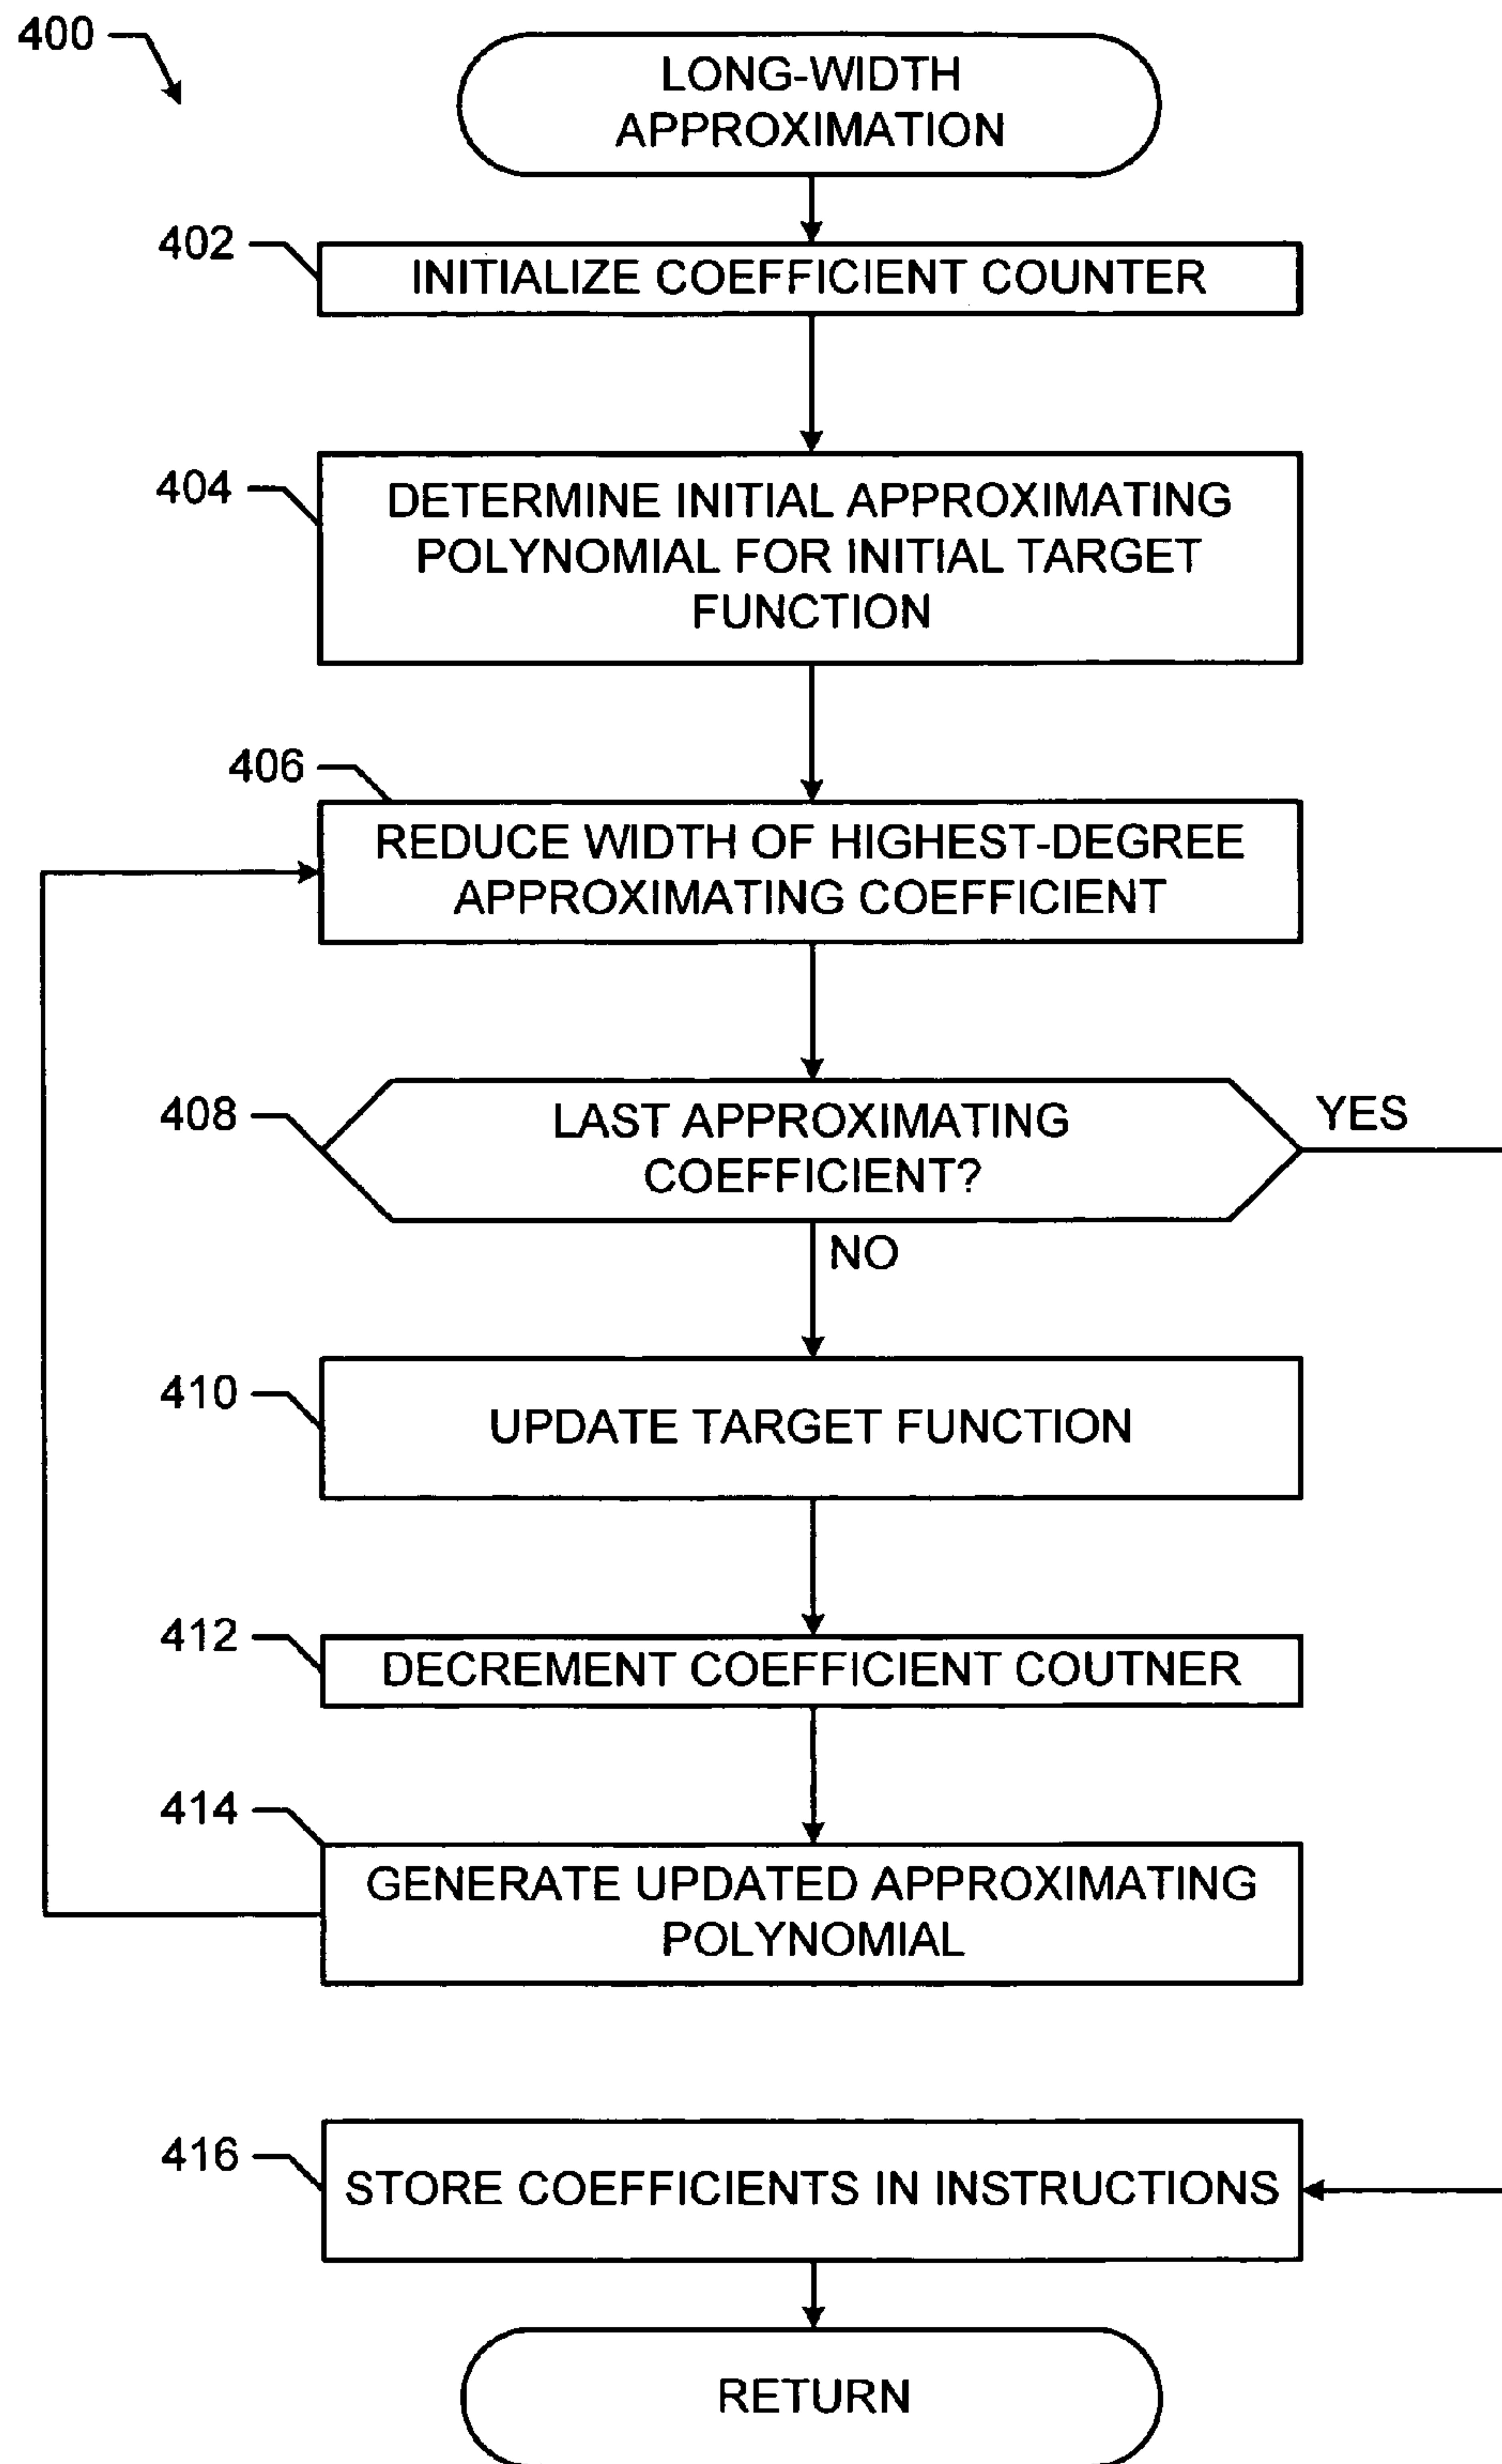 400
LONG-WIDTH
APPROXIMATION
402
INITIALIZE COEFFICIENT COUNTER
404
DETERMINE INITIAL APPROXIMATING
POLYNOMIAL FOR INITIAL TARGET
FUNCTION
406
REDUCE WIDTH OF HIGHEST-DEGREE
APPROXIMATING COEFFICIENT
408
LAST APPROXIMATING
COEFFICIENT?
YES
NO
410
UPDATE TARGET FUNCTION
412
DECREMENT COEFFICIENT COUTNER
414
GENERATE UPDATED APPROXIMATING
POLYNOMIAL
416
STORE COEFFICIENTS IN INSTRUCTIONS
RETURN